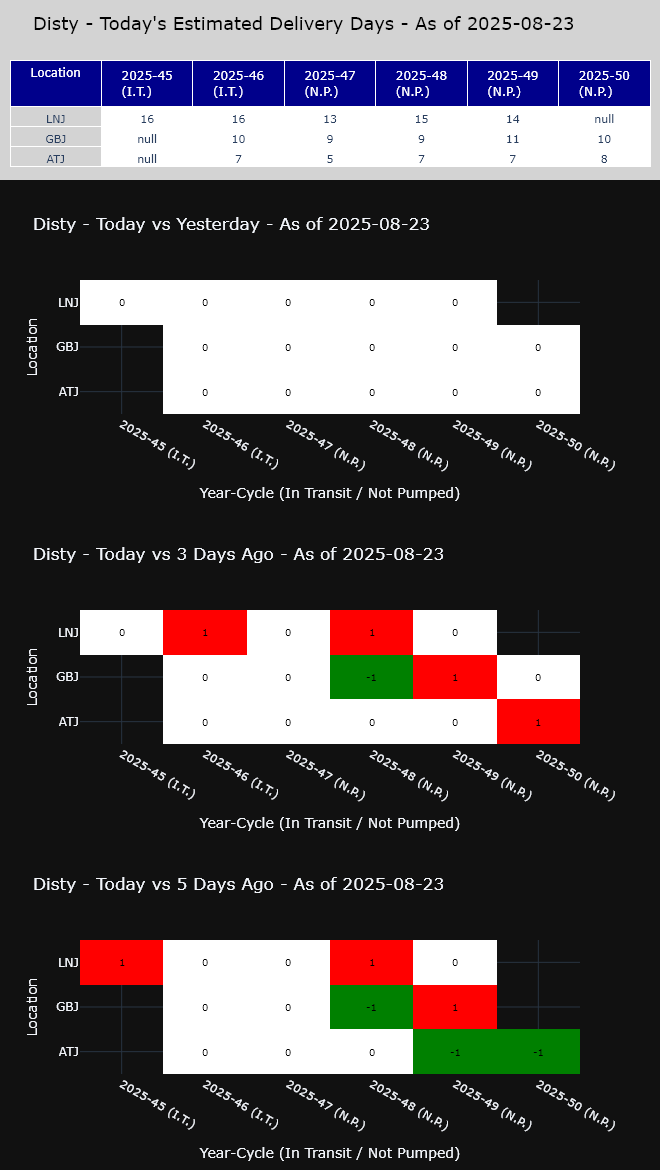 Disty - Today's Estimated Delivery Days - As of 2025-08-23
Location 2025-45 (I.T.) 2025-46 (I.T.) 2025-47 (N.P.) 2025-48 (N.P.) 2025-49 (N.P.) 2025-50 (N.P.)
LNJ 16 16 13 15 14 null
GBJ null 10 9 9 11 10
ATJ null 7 5 7 7 8
Disty - Today vs Yesterday - As of 2025-08-23
Location
LNJ 0 0 0 0 0
GBJ 0 0 0 0 0
ATJ 0 0 0 0 0
2025-45 (I.T.) 2025-46 (I.T.) 2025-47 (N.P.) 2025-48 (N.P.) 2025-49 (N.P.) 2025-50 (N.P.)
Year-Cycle (In Transit / Not Pumped)
Disty - Today vs 3 Days Ago - As of 2025-08-23
Location
LNJ 0 1 0 1 0
GBJ 0 0 -1 1 0
ATJ 0 0 0 0 1
2025-45 (I.T.) 2025-46 (I.T.) 2025-47 (N.P.) 2025-48 (N.P.) 2025-49 (N.P.) 2025-50 (N.P.)
Year-Cycle (In Transit / Not Pumped)
Disty - Today vs 5 Days Ago - As of 2025-08-23
Location
LNJ 1 0 0 1 0
GBJ 0 0 -1 1
ATJ 0 0 0 -1 -1
2025-45 (I.T.) 2025-46 (I.T.) 2025-47 (N.P.) 2025-48 (N.P.) 2025-49 (N.P.) 2025-50 (N.P.)
Year-Cycle (In Transit / Not Pumped)